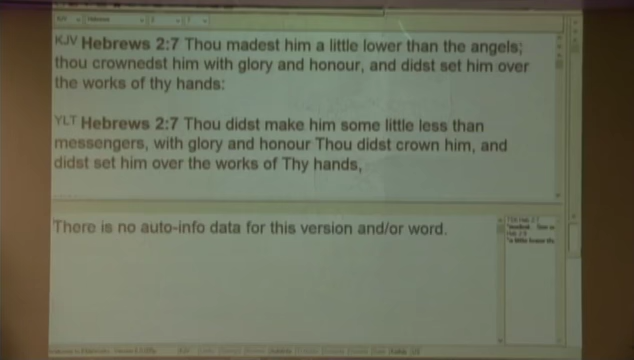 KJV Hebrews 2:7 Thou madest him a little lower than the angels;
thou crownedst him with glory and honour, and didst set him over
the works of thy hands:
YLT Hebrews 2:7 Thou didst make him some little less than
messengers, with glory and honour Thou didst crown him, and
didst set him over the works of Thy hands,
There is no auto-info data for this version and/or word.